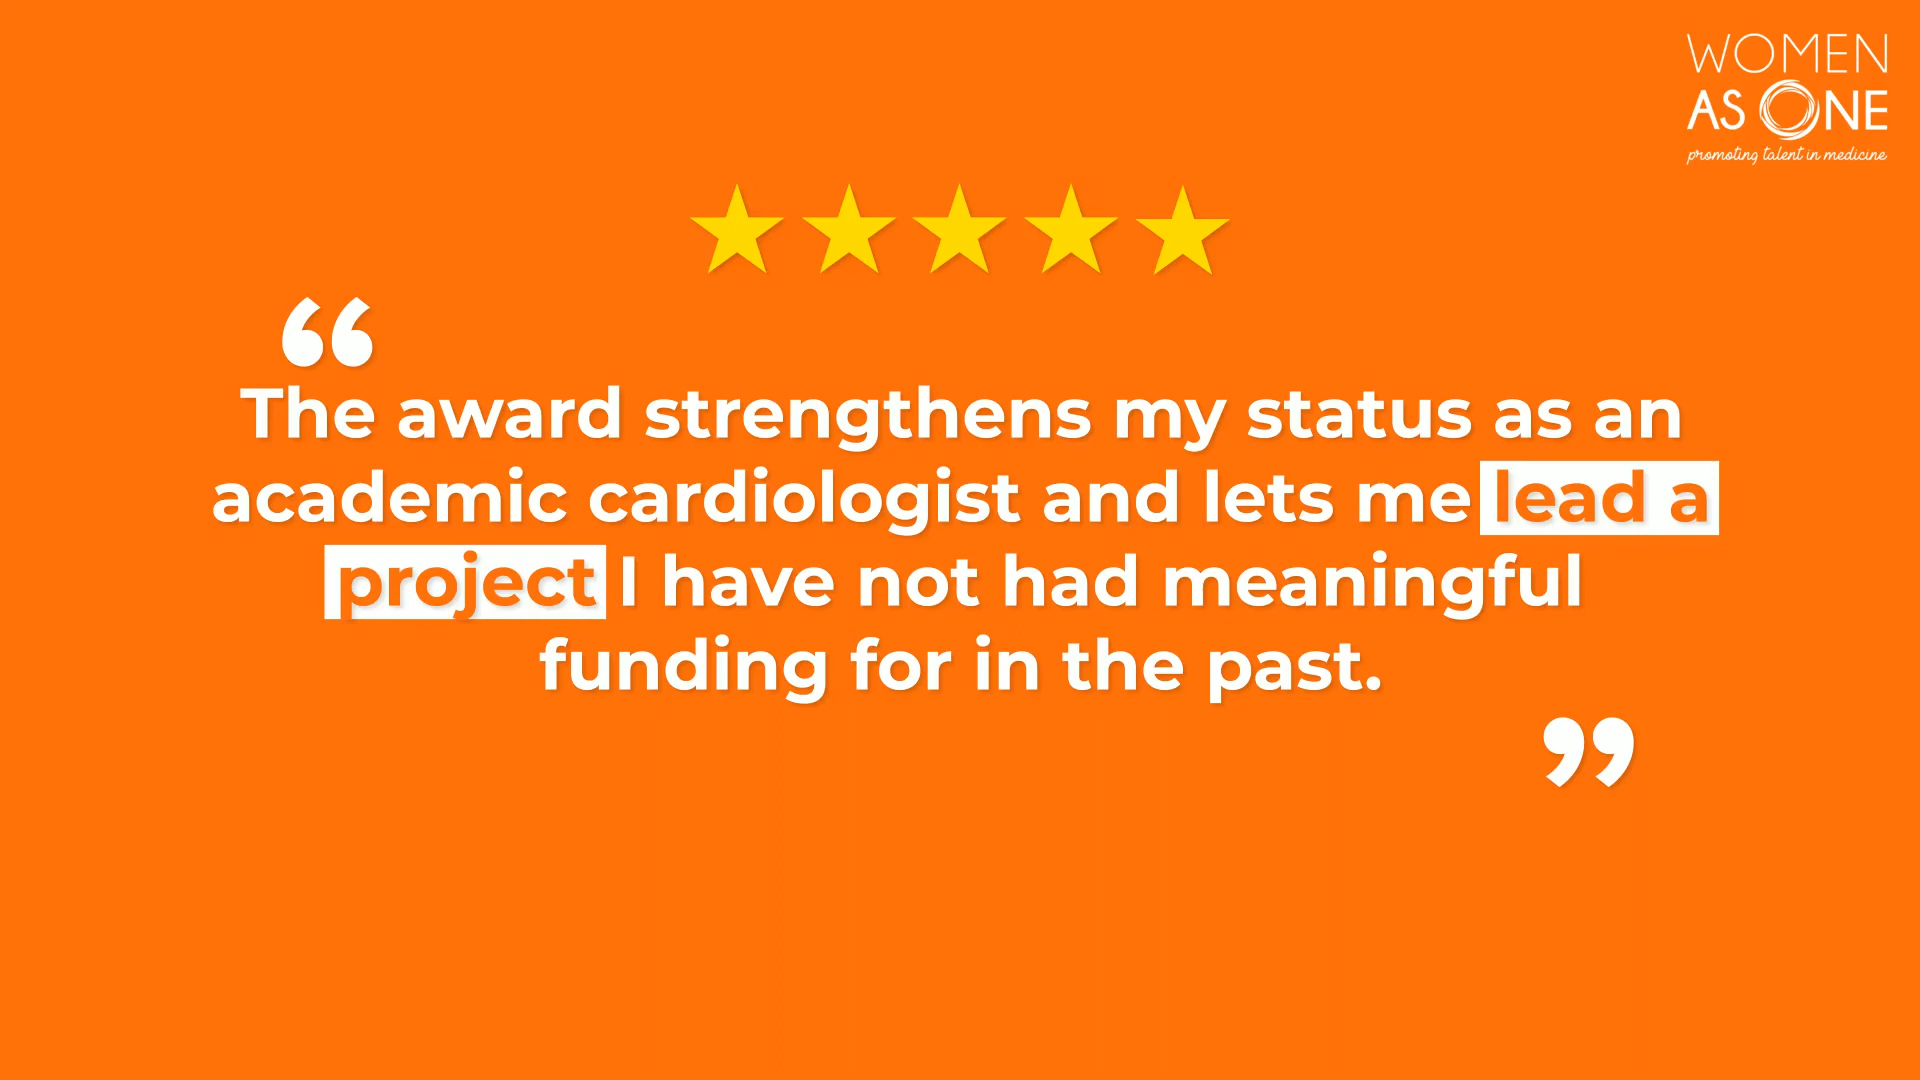 WOMEN
AS ONE
promoting talent in medicine
“
The award strengthens my status as an
academic cardiologist and lets me lead a
project I have not had meaningful
funding for in the past.
”